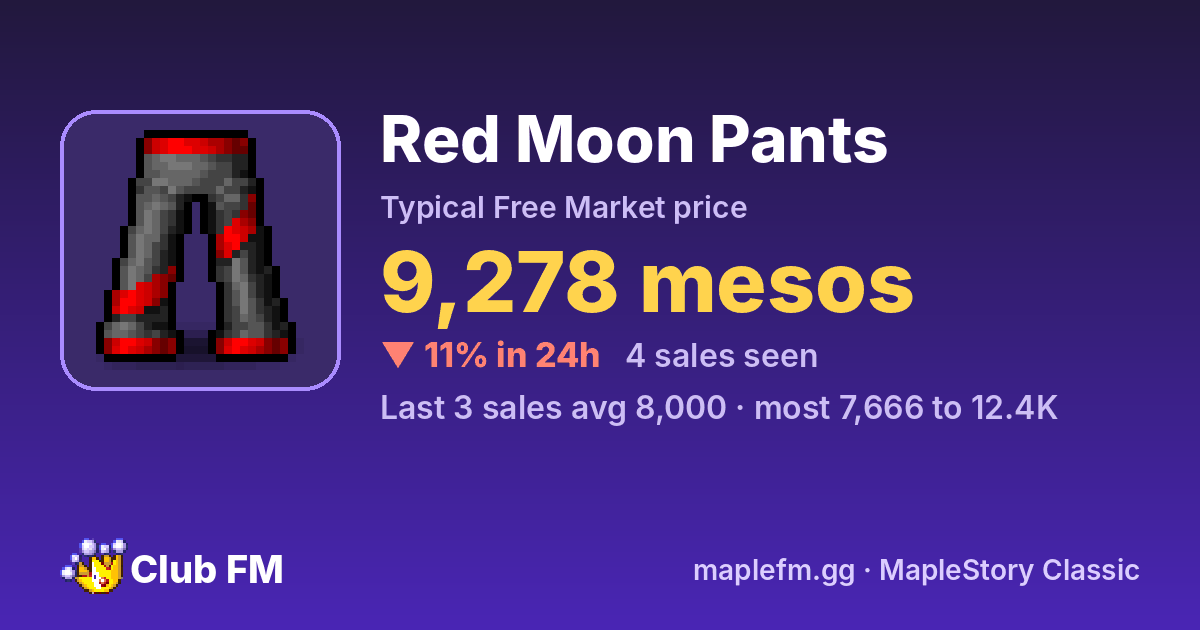 Red Moon Pants
Typical Free Market price
9,278 mesos
▼ 11% in 24h 4 sales seen
Last 3 sales avg 8,000 · most 7,666 to 12.4K
Club FM
maplefm.gg · MapleStory Classic